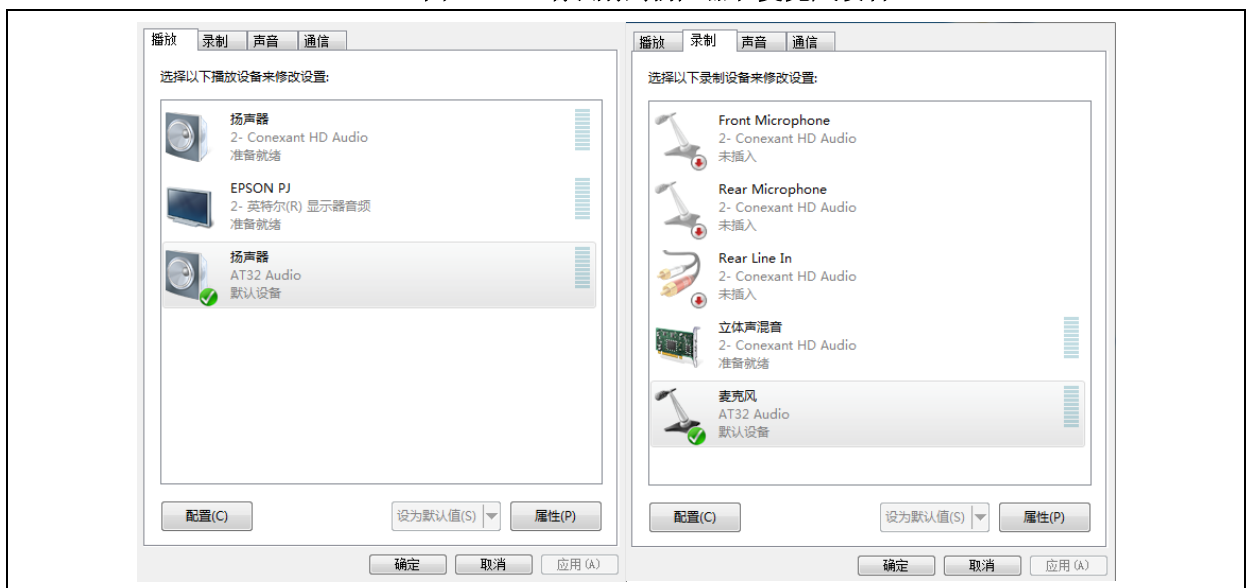 播放 录制 声音 通信
选择以下播放设备来修改设置:
扬声器
2- Conexant HD Audio
准备就绪
EPSON PJ
2- 英特尔(R) 显示器音频
准备就绪
扬声器
AT32 Audio
默认设备
配置(C) 设为默认值(S) 属性(P)
确定 取消 应用(A)
播放 录制 声音 通信
选择以下录制设备来修改设置:
Front Microphone
2- Conexant HD Audio
未插入
Rear Microphone
2- Conexant HD Audio
未插入
Rear Line In
2- Conexant HD Audio
未插入
立体声混音
2- Conexant HD Audio
准备就绪
麦克风
AT32 Audio
默认设备
配置(C) 设为默认值(S) 属性(P)
确定 取消 应用(A)